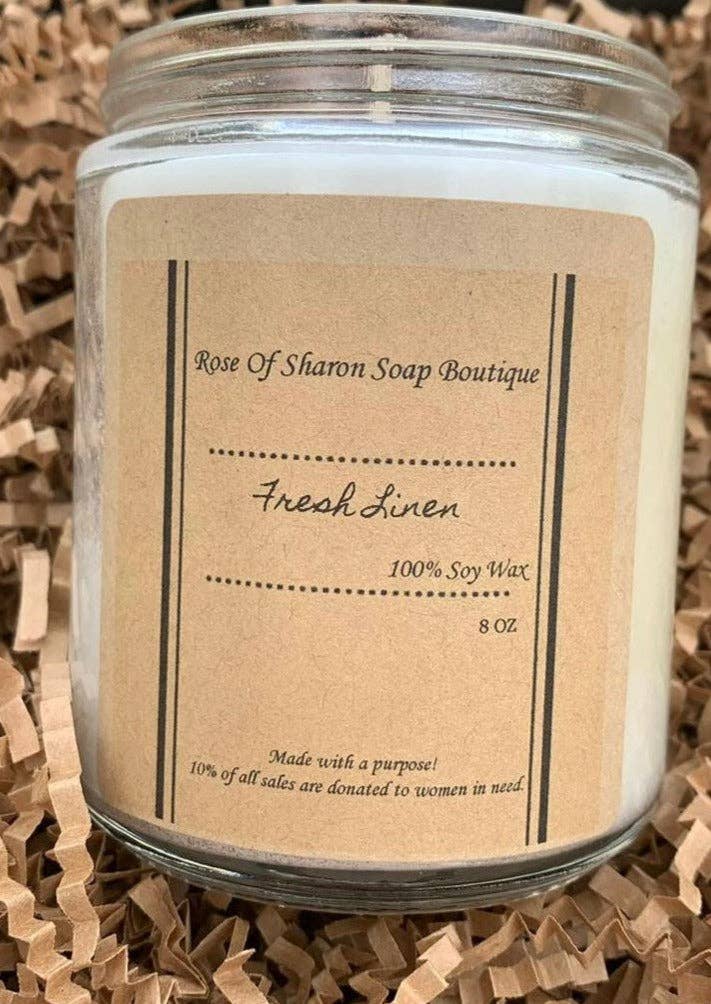 Rose Of Sharon Soap Boutique
Fresh Linen
100% Soy Wax
8 OZ
Made with a purpose!
10% of all sales are donated to women in need.